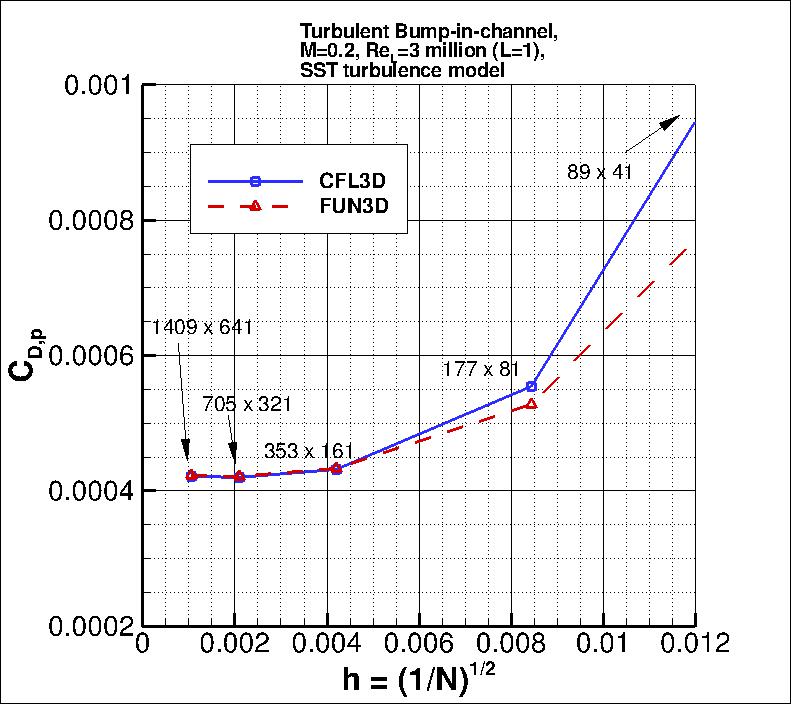 Turbulent Bump-in-channel,
M=0.2, Re_L=3 million (L=1),
SST turbulence model
0.001
0.0008
0.0006
0.0004
0.0002
C_D,p
CFL3D
FUN3D
89 x 41
1409 x 641
177 x 81
705 x 321
353 x 161
0 0.002 0.004 0.006 0.008 0.01 0.012
h = (1/N)^1/2